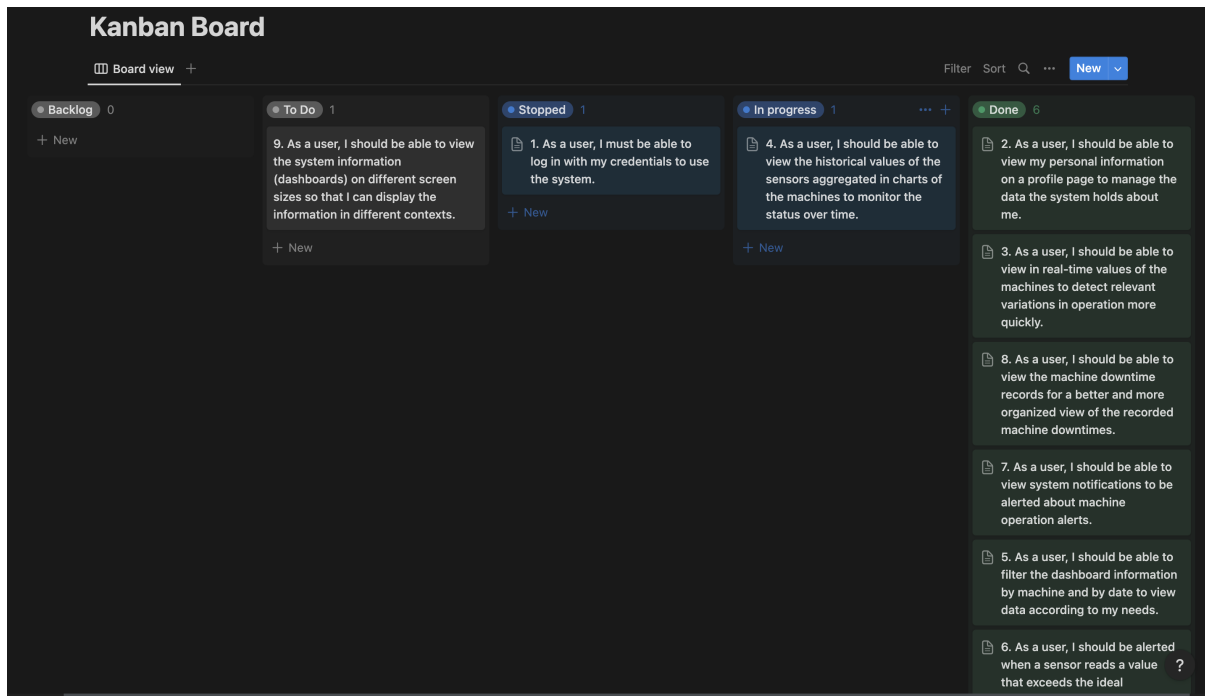 Kanban Board
Board view
Filter Sort ··· New
Backlog 0
+ New
To Do 1
9. As a user, I should be able to view
the system information
(dashboards) on different screen
sizes so that I can display the
information in different contexts.
+ New
Stopped 1
1. As a user, I must be able to
log in with my credentials to use
the system.
+ New
In progress 1 ··· +
4. As a user, I should be able to
view the historical values of the
sensors aggregated in charts of
the machines to monitor the
status over time.
+ New
Done 6
2. As a user, I should be able to
view my personal information
on a profile page to manage the
data the system holds about
me.
3. As a user, I should be able to
view in real-time values of the
machines to detect relevant
variations in operation more
quickly.
8. As a user, I should be able to
view the machine downtime
records for a better and more
organized view of the recorded
machine downtimes.
7. As a user, I should be able to
view system notifications to be
alerted about machine
operation alerts.
5. As a user, I should be able to
filter the dashboard information
by machine and by date to view
data according to my needs.
6. As a user, I should be alerted
when a sensor reads a value
that exceeds the ideal
?